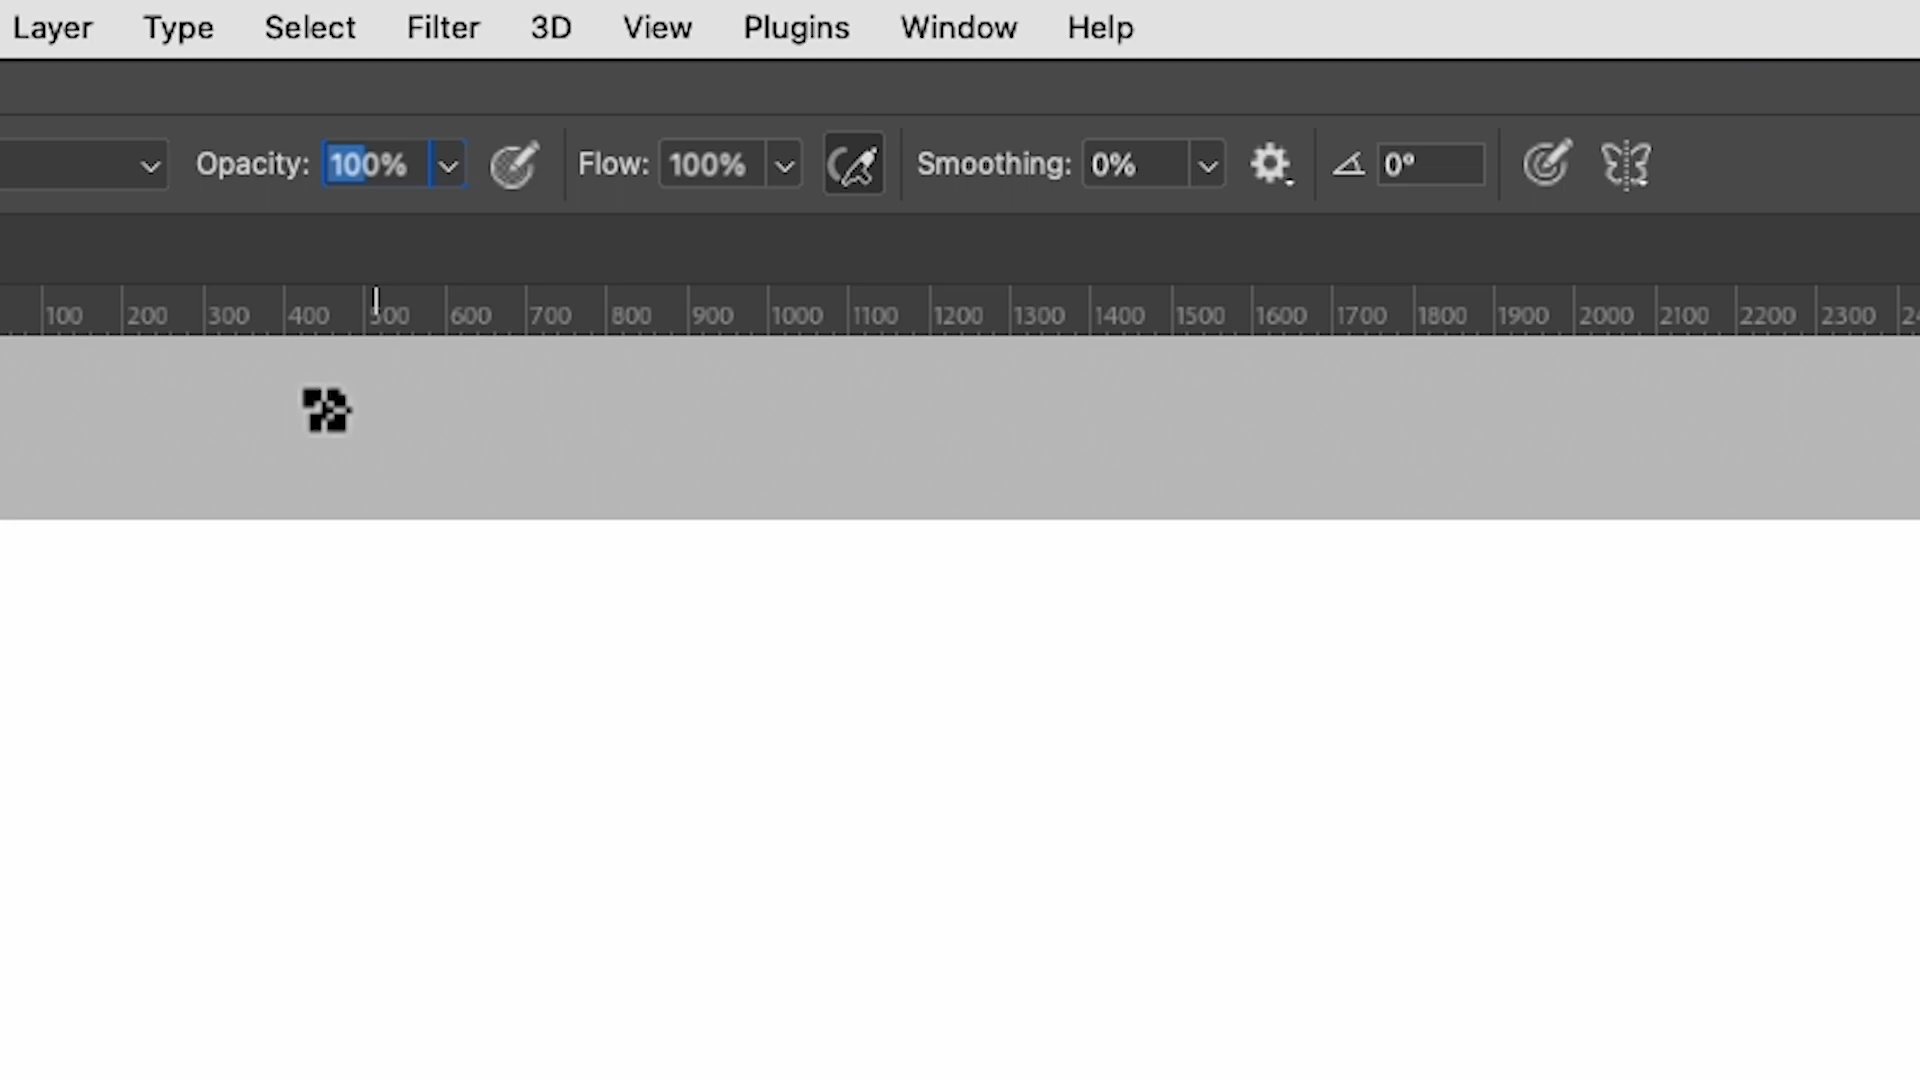 Layer Type Select Filter 3D View Plugins Window Help
Opacity: 100% Flow: 100% Smoothing: 0% 0°
100 200 300 400 500 600 700 800 900 1000 1100 1200 1300 1400 1500 1600 1700 1800 1900 2000 2100 2200 2300